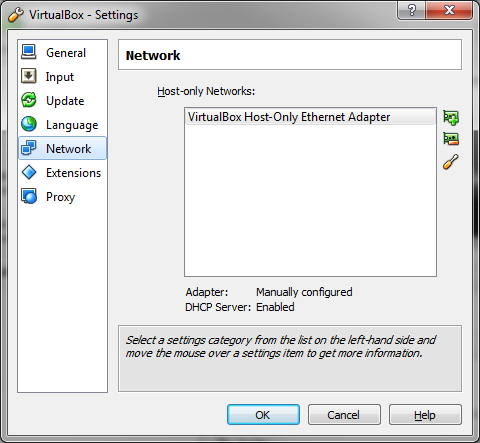 VirtualBox - Settings
?
General
Input
Update
Language
Network
Extensions
Proxy
Network
Host-only Networks:
VirtualBox Host-Only Ethernet Adapter
Adapter: Manually configured
DHCP Server: Enabled
Select a settings category from the list on the left-hand side and
move the mouse over a settings item to get more information.
OK Cancel Help